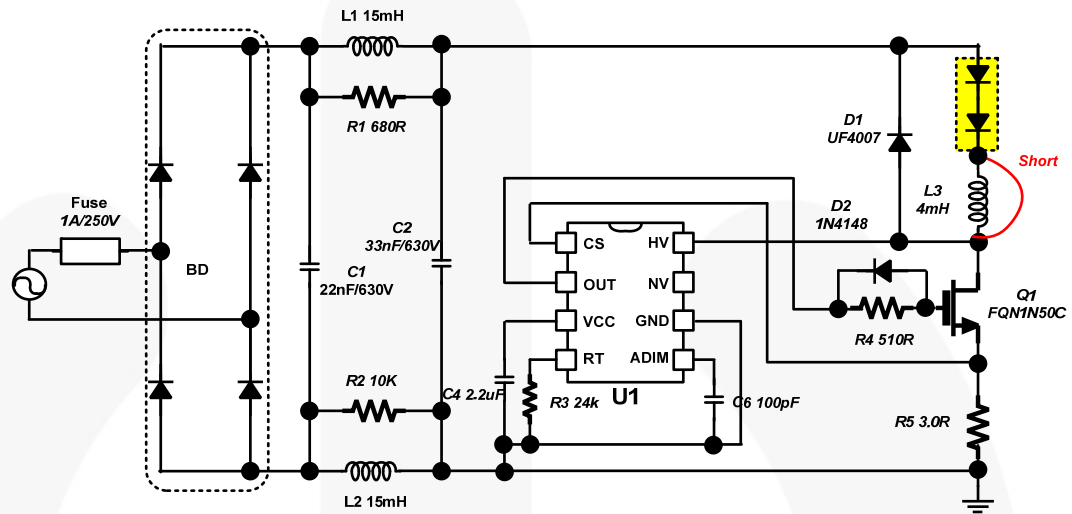 L1 15mH
R1 680R
D1
UF4007
Short
Fuse
1A/250V
L3
4mH
D2
1N4148
C2
33nF/630V
CS
HV
BD
C1
22nF/630V
OUT
NV
Q1
FQN1N50C
VCC
GND
R4 510R
RT
ADIM
R2 10K
C4 2.2uF
R3 24k
U1
C6 100pF
R5 3.0R
L2 15mH